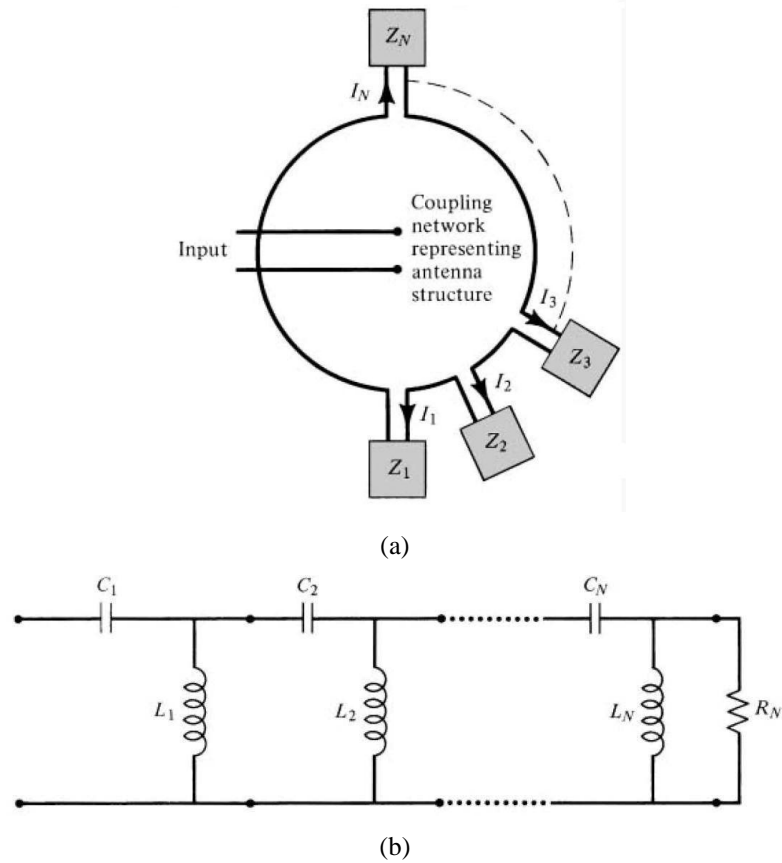 Z_N
I_N
Coupling
network
Input
representing
antenna
structure
I_3
Z_3
I_2
I_1
Z_2
Z_1
(a)
C_1
C_2
C_N
L_1
L_2
L_N
R_N
(b)